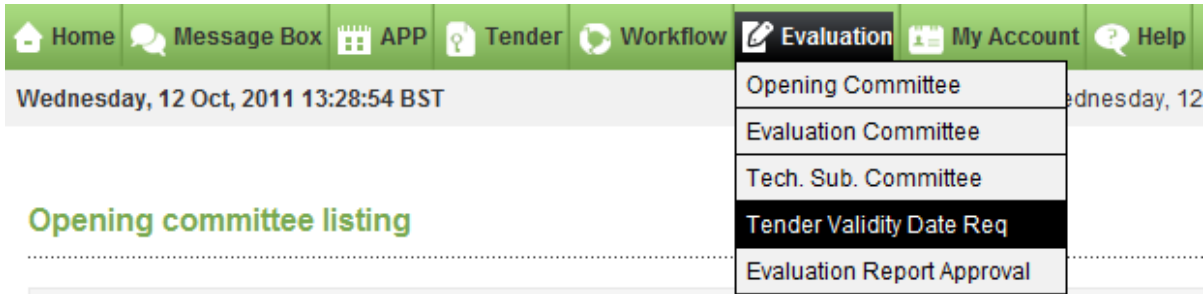 Home Message Box APP Tender Workflow Evaluation My Account Help
Wednesday, 12 Oct, 2011 13:28:54 BST
ednesday, 12
Opening Committee
Evaluation Committee
Tech. Sub. Committee
Tender Validity Date Req
Evaluation Report Approval
Opening committee listing